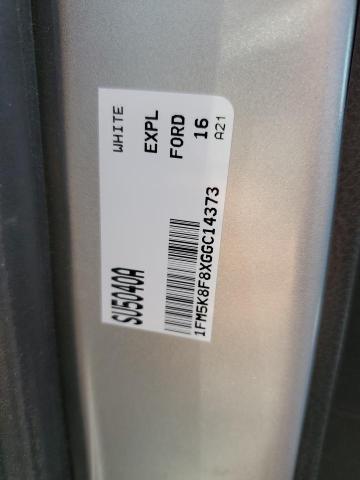 WHITE
EXPL
FORD
16
A21
SU5040A
1FM5K8F8XGGC14373